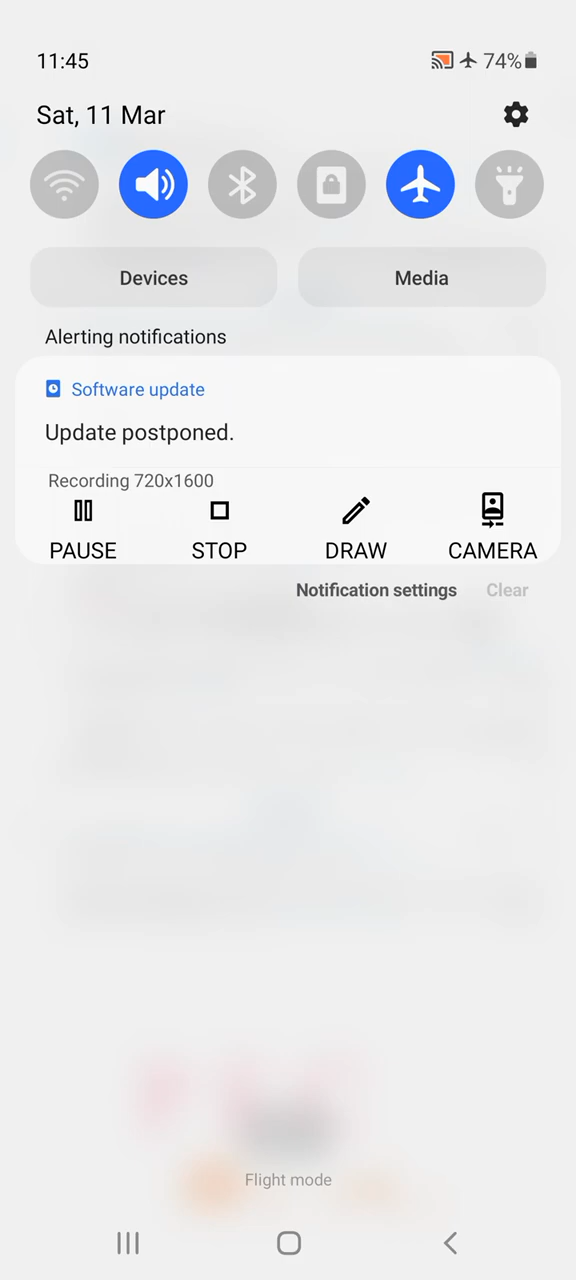 11:45 74%
Sat, 11 Mar
Devices Media
Alerting notifications
Software update
Update postponed.
Recording 720x1600
PAUSE STOP DRAW CAMERA
Notification settings Clear
Flight mode